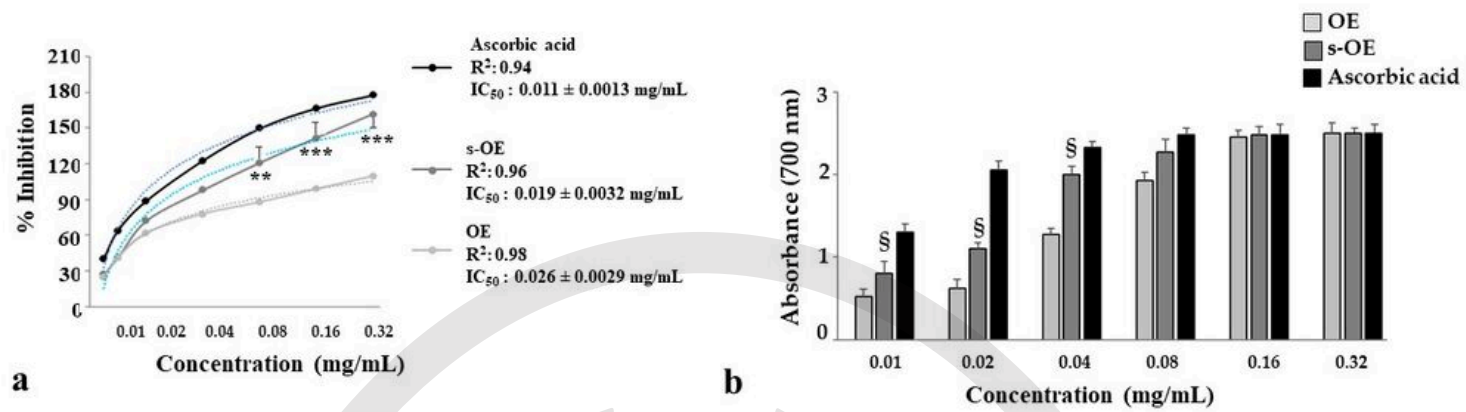 210
180
150
120
90
60
30
0
% Inhibition
**
***
***
0.01 0.02 0.04 0.08 0.16 0.32
Concentration (mg/mL)
a
Ascorbic acid
R²: 0.94
IC₅₀ : 0.011 ± 0.0013 mg/mL
s-OE
R²: 0.96
IC₅₀ : 0.019 ± 0.0032 mg/mL
OE
R²: 0.98
IC₅₀ : 0.026 ± 0.0029 mg/mL
OE
s-OE
Ascorbic acid
3
2
1
0
Absorbance (700 nm)
§
§
§
0.01 0.02 0.04 0.08 0.16 0.32
Concentration (mg/mL)
b